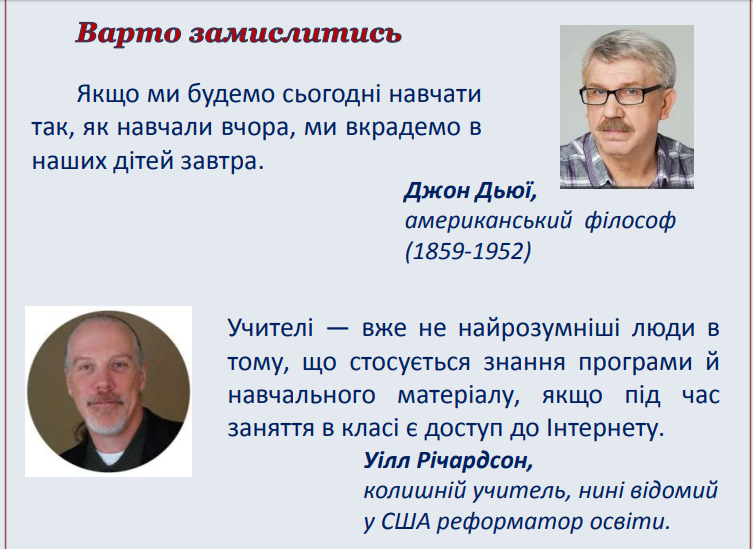 Варто замислитись
Якщо ми будемо сьогодні навчати
так, як навчали вчора, ми вкрадемо в
наших дітей завтра.
Джон Дьюї,
американський філософ
(1859-1952)
Учителі — вже не найрозумніші люди в
тому, що стосується знання програми й
навчального матеріалу, якщо під час
заняття в класі є доступ до Інтернету.
Уілл Річардсон,
колишній учитель, нині відомий
у США реформатор освіти.